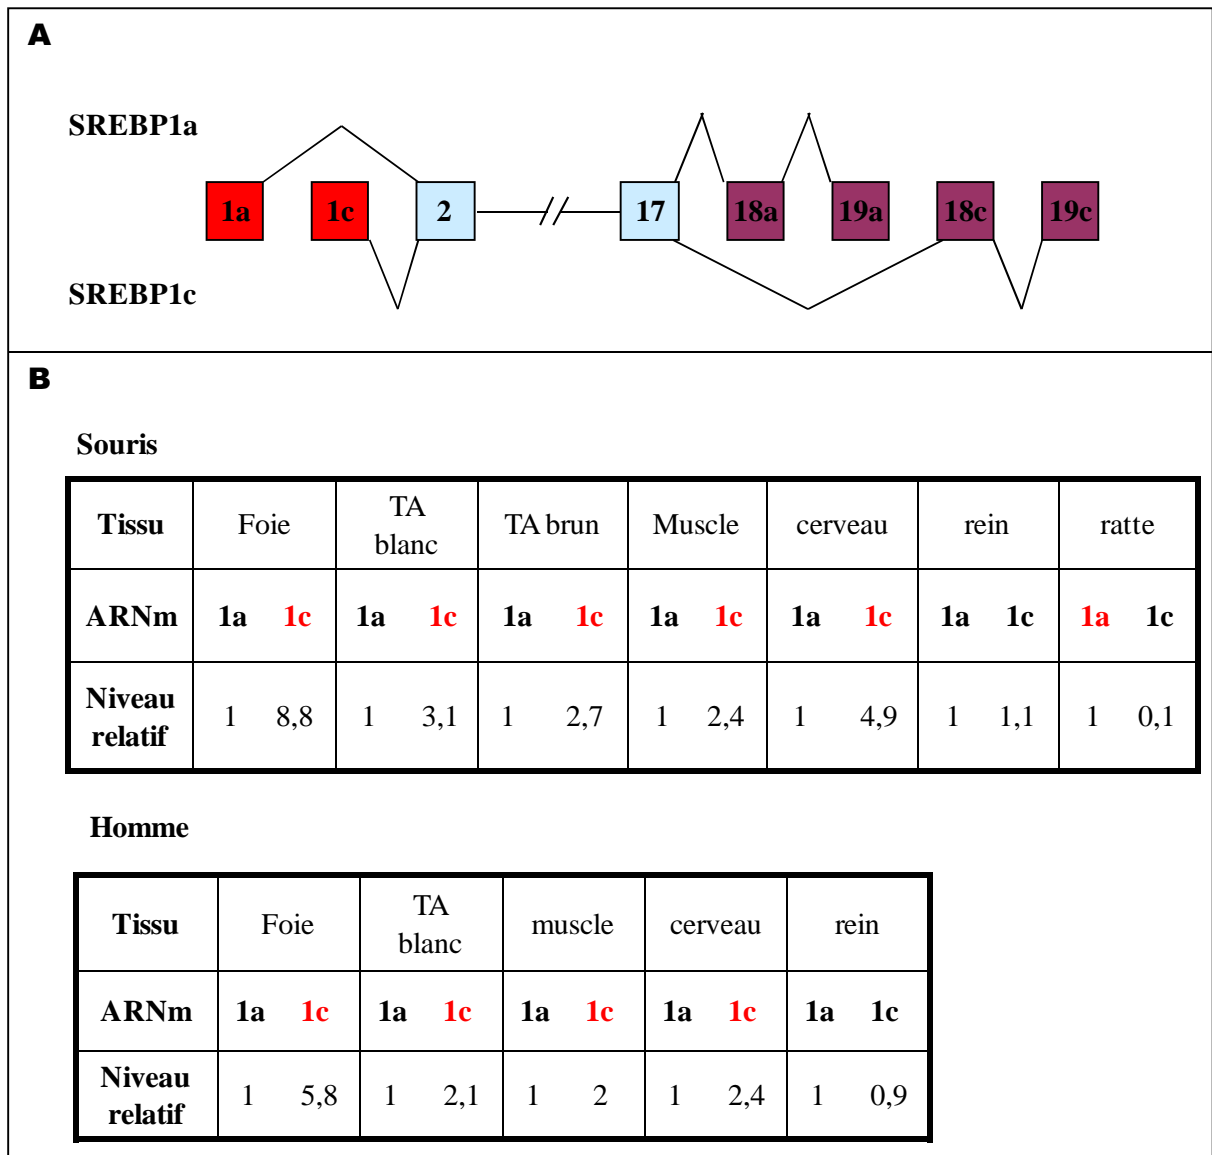 A
SREBP1a
1a 1c 2 17 18a 19a 18c 19c
SREBP1c
B
Souris
Tissu Foie TA blanc TA brun Muscle cerveau rein ratte
ARNm 1a 1c 1a 1c 1a 1c 1a 1c 1a 1c 1a 1c 1a 1c
Niveau relatif 1 8,8 1 3,1 1 2,7 1 2,4 1 4,9 1 1,1 1 0,1
Homme
Tissu Foie TA blanc muscle cerveau rein
ARNm 1a 1c 1a 1c 1a 1c 1a 1c 1a 1c
Niveau relatif 1 5,8 1 2,1 1 2 1 2,4 1 0,9